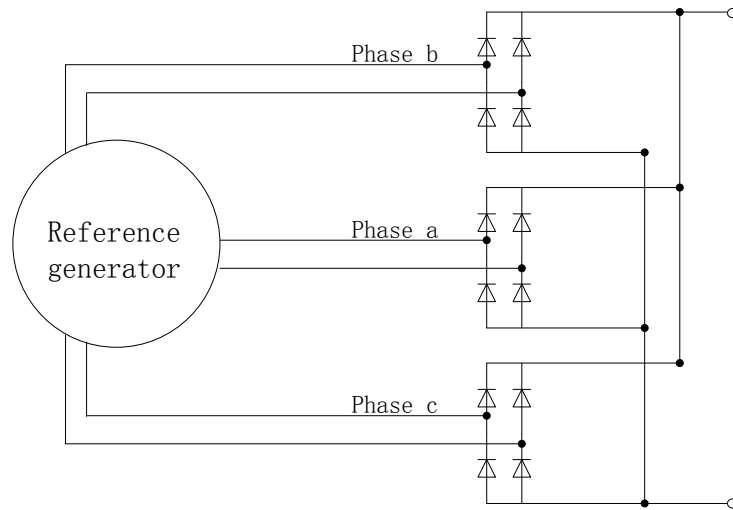 Phase b
Reference
generator
Phase a
Phase c